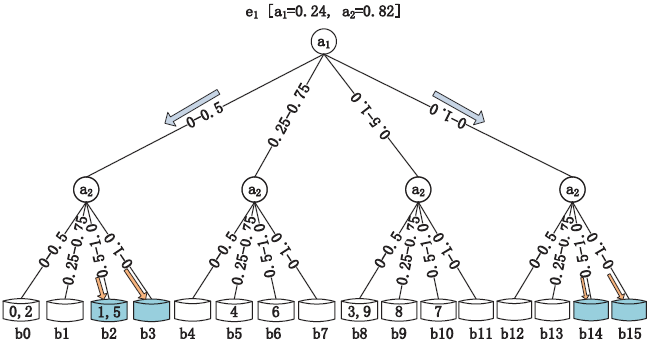 e1 [a1=0.24, a2=0.82]
a1
0-0.5
0.25-0.75
0.5-1.0
0-1.0
a2 a2 a2 a2
0-0.5 0.25-0.75 0.5-1.0 0-1.0 0-0.5 0.25-0.75 0.5-1.0 0-1.0 0-0.5 0.25-0.75 0.5-1.0 0-1.0 0-0.5 0.25-0.75 0.5-1.0 0-1.0
0, 2 1, 5 4 6 3, 9 8 7
b0 b1 b2 b3 b4 b5 b6 b7 b8 b9 b10 b11 b12 b13 b14 b15